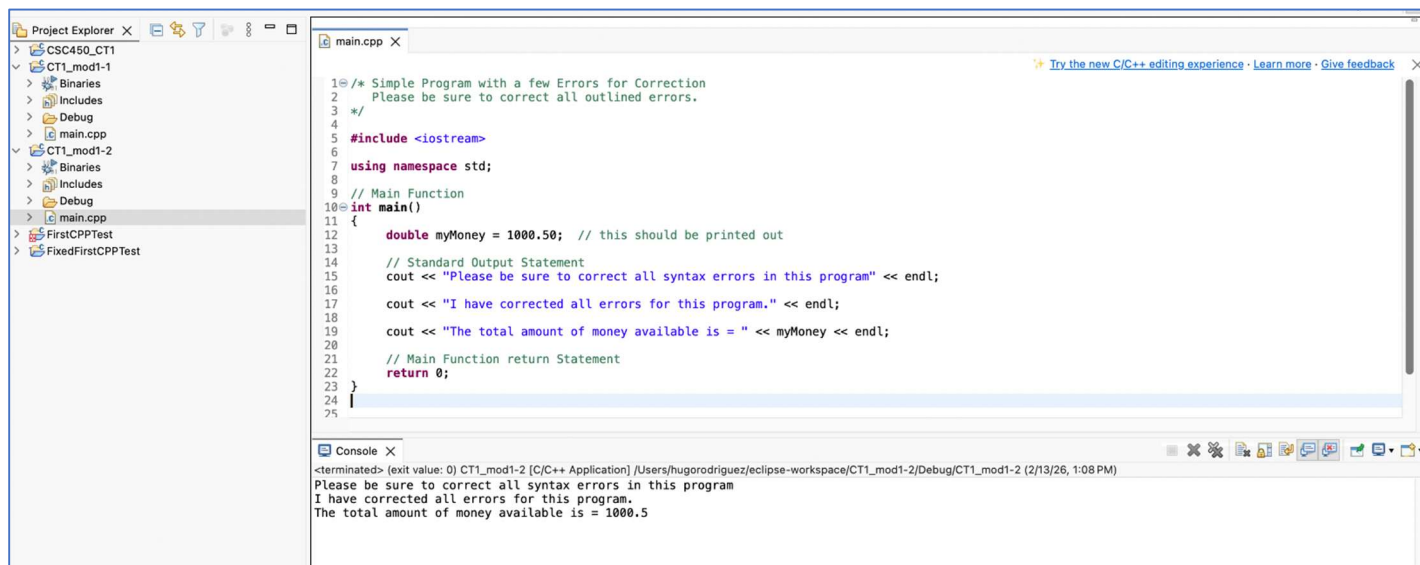 Project Explorer
CSC450_CT1
CT1_mod1-1
Binaries
Includes
Debug
main.cpp
CT1_mod1-2
Binaries
Includes
Debug
main.cpp
FirstCPPTest
FixedFirstCPPTest
main.cpp
Try the new C/C++ editing experience · Learn more · Give feedback
1 /* Simple Program with a few Errors for Correction
2 Please be sure to correct all outlined errors.
3 */
4
5 #include <iostream>
6
7 using namespace std;
8
9 // Main Function
10 int main()
11 {
12 double myMoney = 1000.50; // this should be printed out
13
14 // Standard Output Statement
15 cout << "Please be sure to correct all syntax errors in this program" << endl;
16
17 cout << "I have corrected all errors for this program." << endl;
18
19 cout << "The total amount of money available is = " << myMoney << endl;
20
21 // Main Function return Statement
22 return 0;
23 }
24
25
Console
<terminated> (exit value: 0) CT1_mod1-2 [C/C++ Application] /Users/hugorodriguez/eclipse-workspace/CT1_mod1-2/Debug/CT1_mod1-2 (2/13/26, 1:08 PM)
Please be sure to correct all syntax errors in this program
I have corrected all errors for this program.
The total amount of money available is = 1000.5